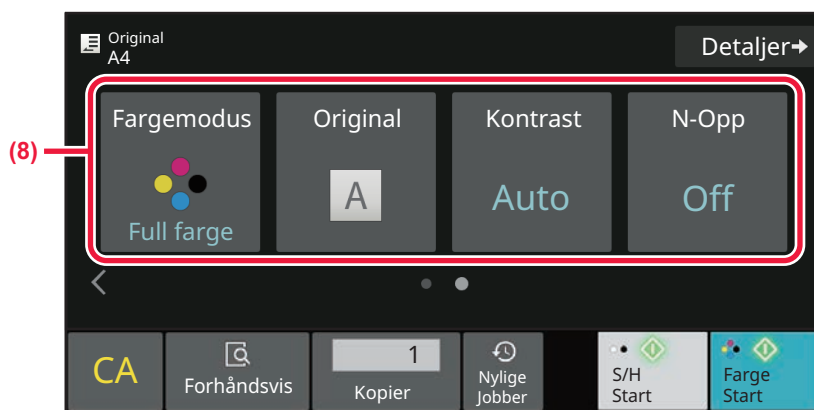 Original
A4
Detaljer
(8)
Fargemodus
Original
Kontrast
N-Opp
A
Auto
Off
Full farge
CA
Forhåndsvis
1
Kopier
Nylige
Jobber
S/H
Start
Farge
Start